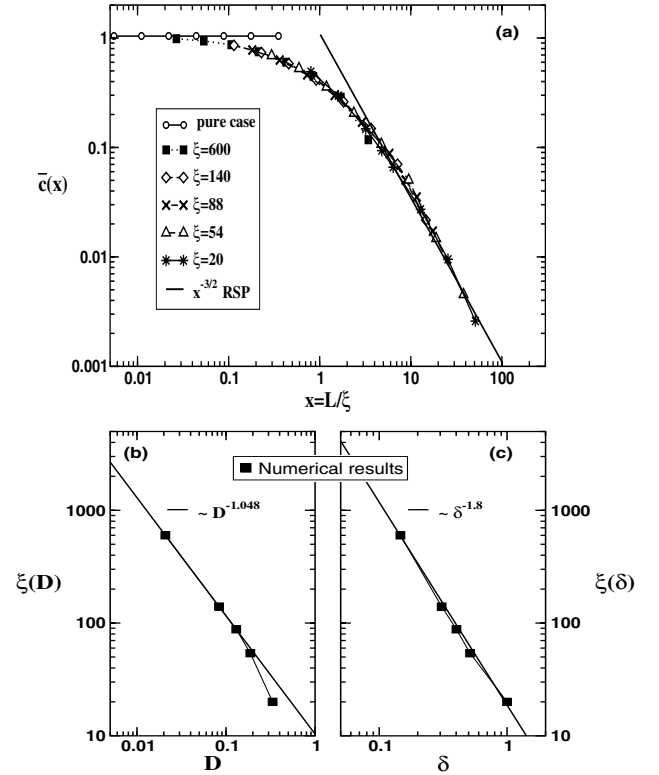 (a)
1
0.1
0.01
0.001
c̅(x)
pure case
ξ=600
ξ=140
ξ=88
ξ=54
ξ=20
x^{-3/2} RSP
0.01 0.1 1 10 100
x=L/ξ
(b) (c)
Numerical results
~ D^{-1.048} ~ δ^{-1.8}
1000 1000
ξ(D) ξ(δ)
100 100
10 10
0.01 0.1 1 0.1 1
D δ